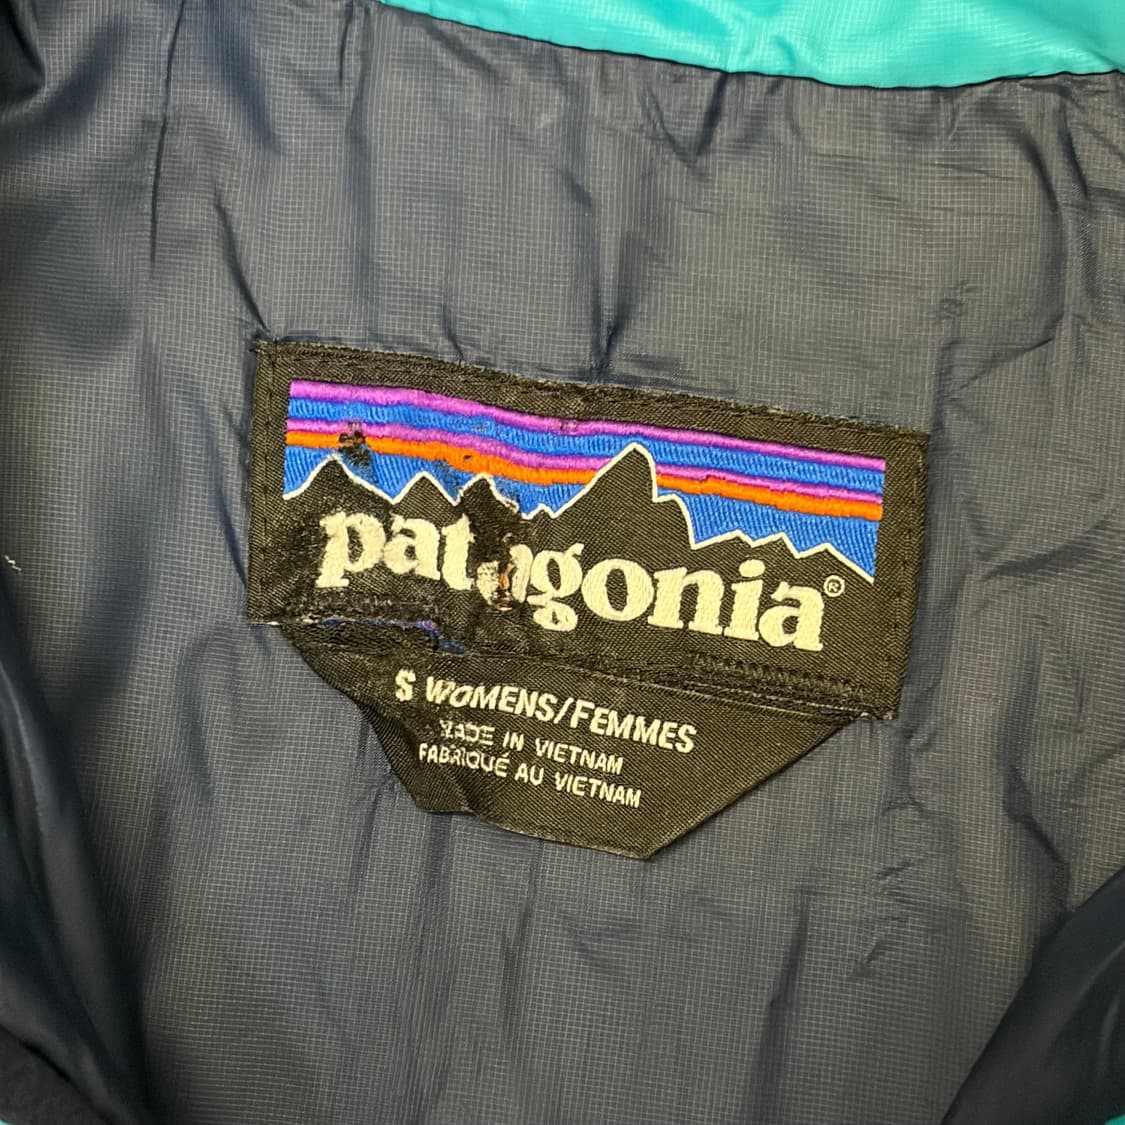 patagonia®
S WOMENS/FEMMES
MADE IN VIETNAM
FABRIQUÉ AU VIETNAM